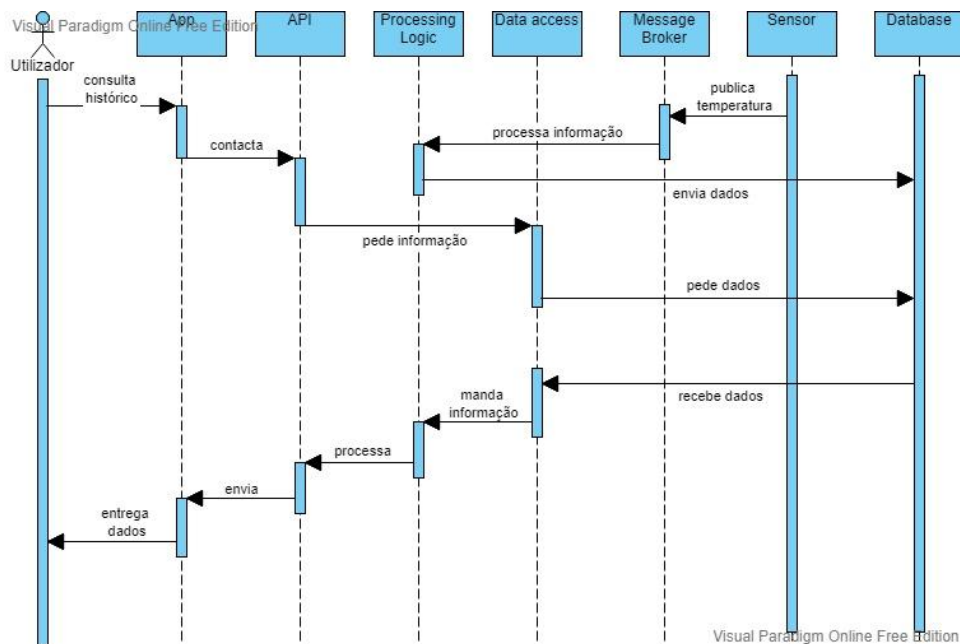 Visual Paradigm Online Free Edition
App
API
Processing
Logic
Data access
Message
Broker
Sensor
Database
Utilizador
consulta
histórico
publica
temperatura
processa informação
contacta
envia dados
pede informação
pede dados
recebe dados
manda
informação
processa
envia
entrega
dados
Visual Paradigm Online Free Edition